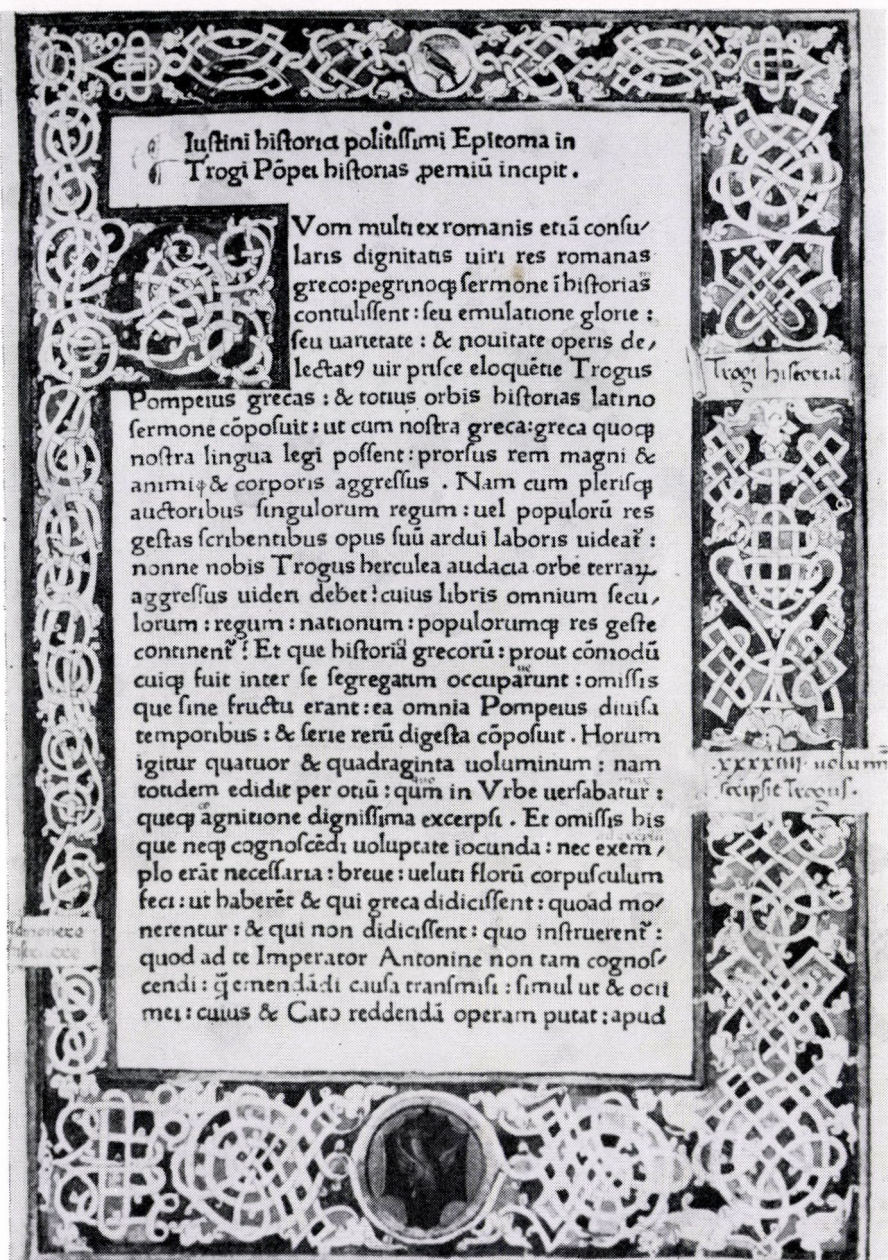 Iuſtini hiſtorici politiſſimi Epitoma in
Trogi Pōpei hiſtorias ꝓemiū incipit.
Vom multi ex romanis etiā conſu/
laris dignitatis uiri res romanas
greco: pegrinoqꝫ ſermone ī hiſtorias
contuliſſent: ſeu emulatione glorie:
ſeu uarietate: & nouitate operis de/
lectatꝰ uir priſce eloquētie Trogus
Pompeius grecas: & totius orbis hiſtorias latino
ſermone cōpoſuit: ut cum noſtra greca: greca quoqꝫ
noſtra lingua legi poſſent: prorſus rem magni &
animi & corporis aggreſſus. Nam cum pleriſqꝫ
auctoribus ſingulorum regum: uel populorū res
geſtas ſcribentibus opus ſuū ardui laboris uideat᷑:
nonne nobis Trogus herculea audacia orbē terraꝝ
aggreſſus uideri debet: cuius libris omnium ſecu/
lorum: regum: nationum: populorumqꝫ res geſte
continent᷑: Et que hiſtoriā grecorū: prout cōmodū
cuiqꝫ fuit inter ſe ſegregatim occuparunt: omiſſis
que ſine fructu erant: ea omnia Pompeius diuiſa
temporibus: & ſerie rerū digeſta cōpoſuit. Horum
igitur quatuor & quadraginta uoluminum: nam
totidem edidit per otiū: qum in Vrbe uerſabatur:
queqꝫ agnitione digniſſima excerpſi. Et omiſſis his
que neqꝫ cognoſcēdi uoluptate iocunda: nec exem/
plo erāt neceſſaria: breue: ueluti florū corpuſculum
feci: ut haberēt & qui greca didiciſſent: quoad mo/
nerentur: & qui non didiciſſent: quo inſtruerent᷑:
quod ad te Imperator Antonine non tam cognoſ/
cendi: q̄ emendādi cauſa tranſmiſi: ſimul ut & ocii
mei: cuius & Cato reddendā operam putat: apud
Trogi hiſtoria
xxxxiiii uolum̄
ſcripſit Trogus.